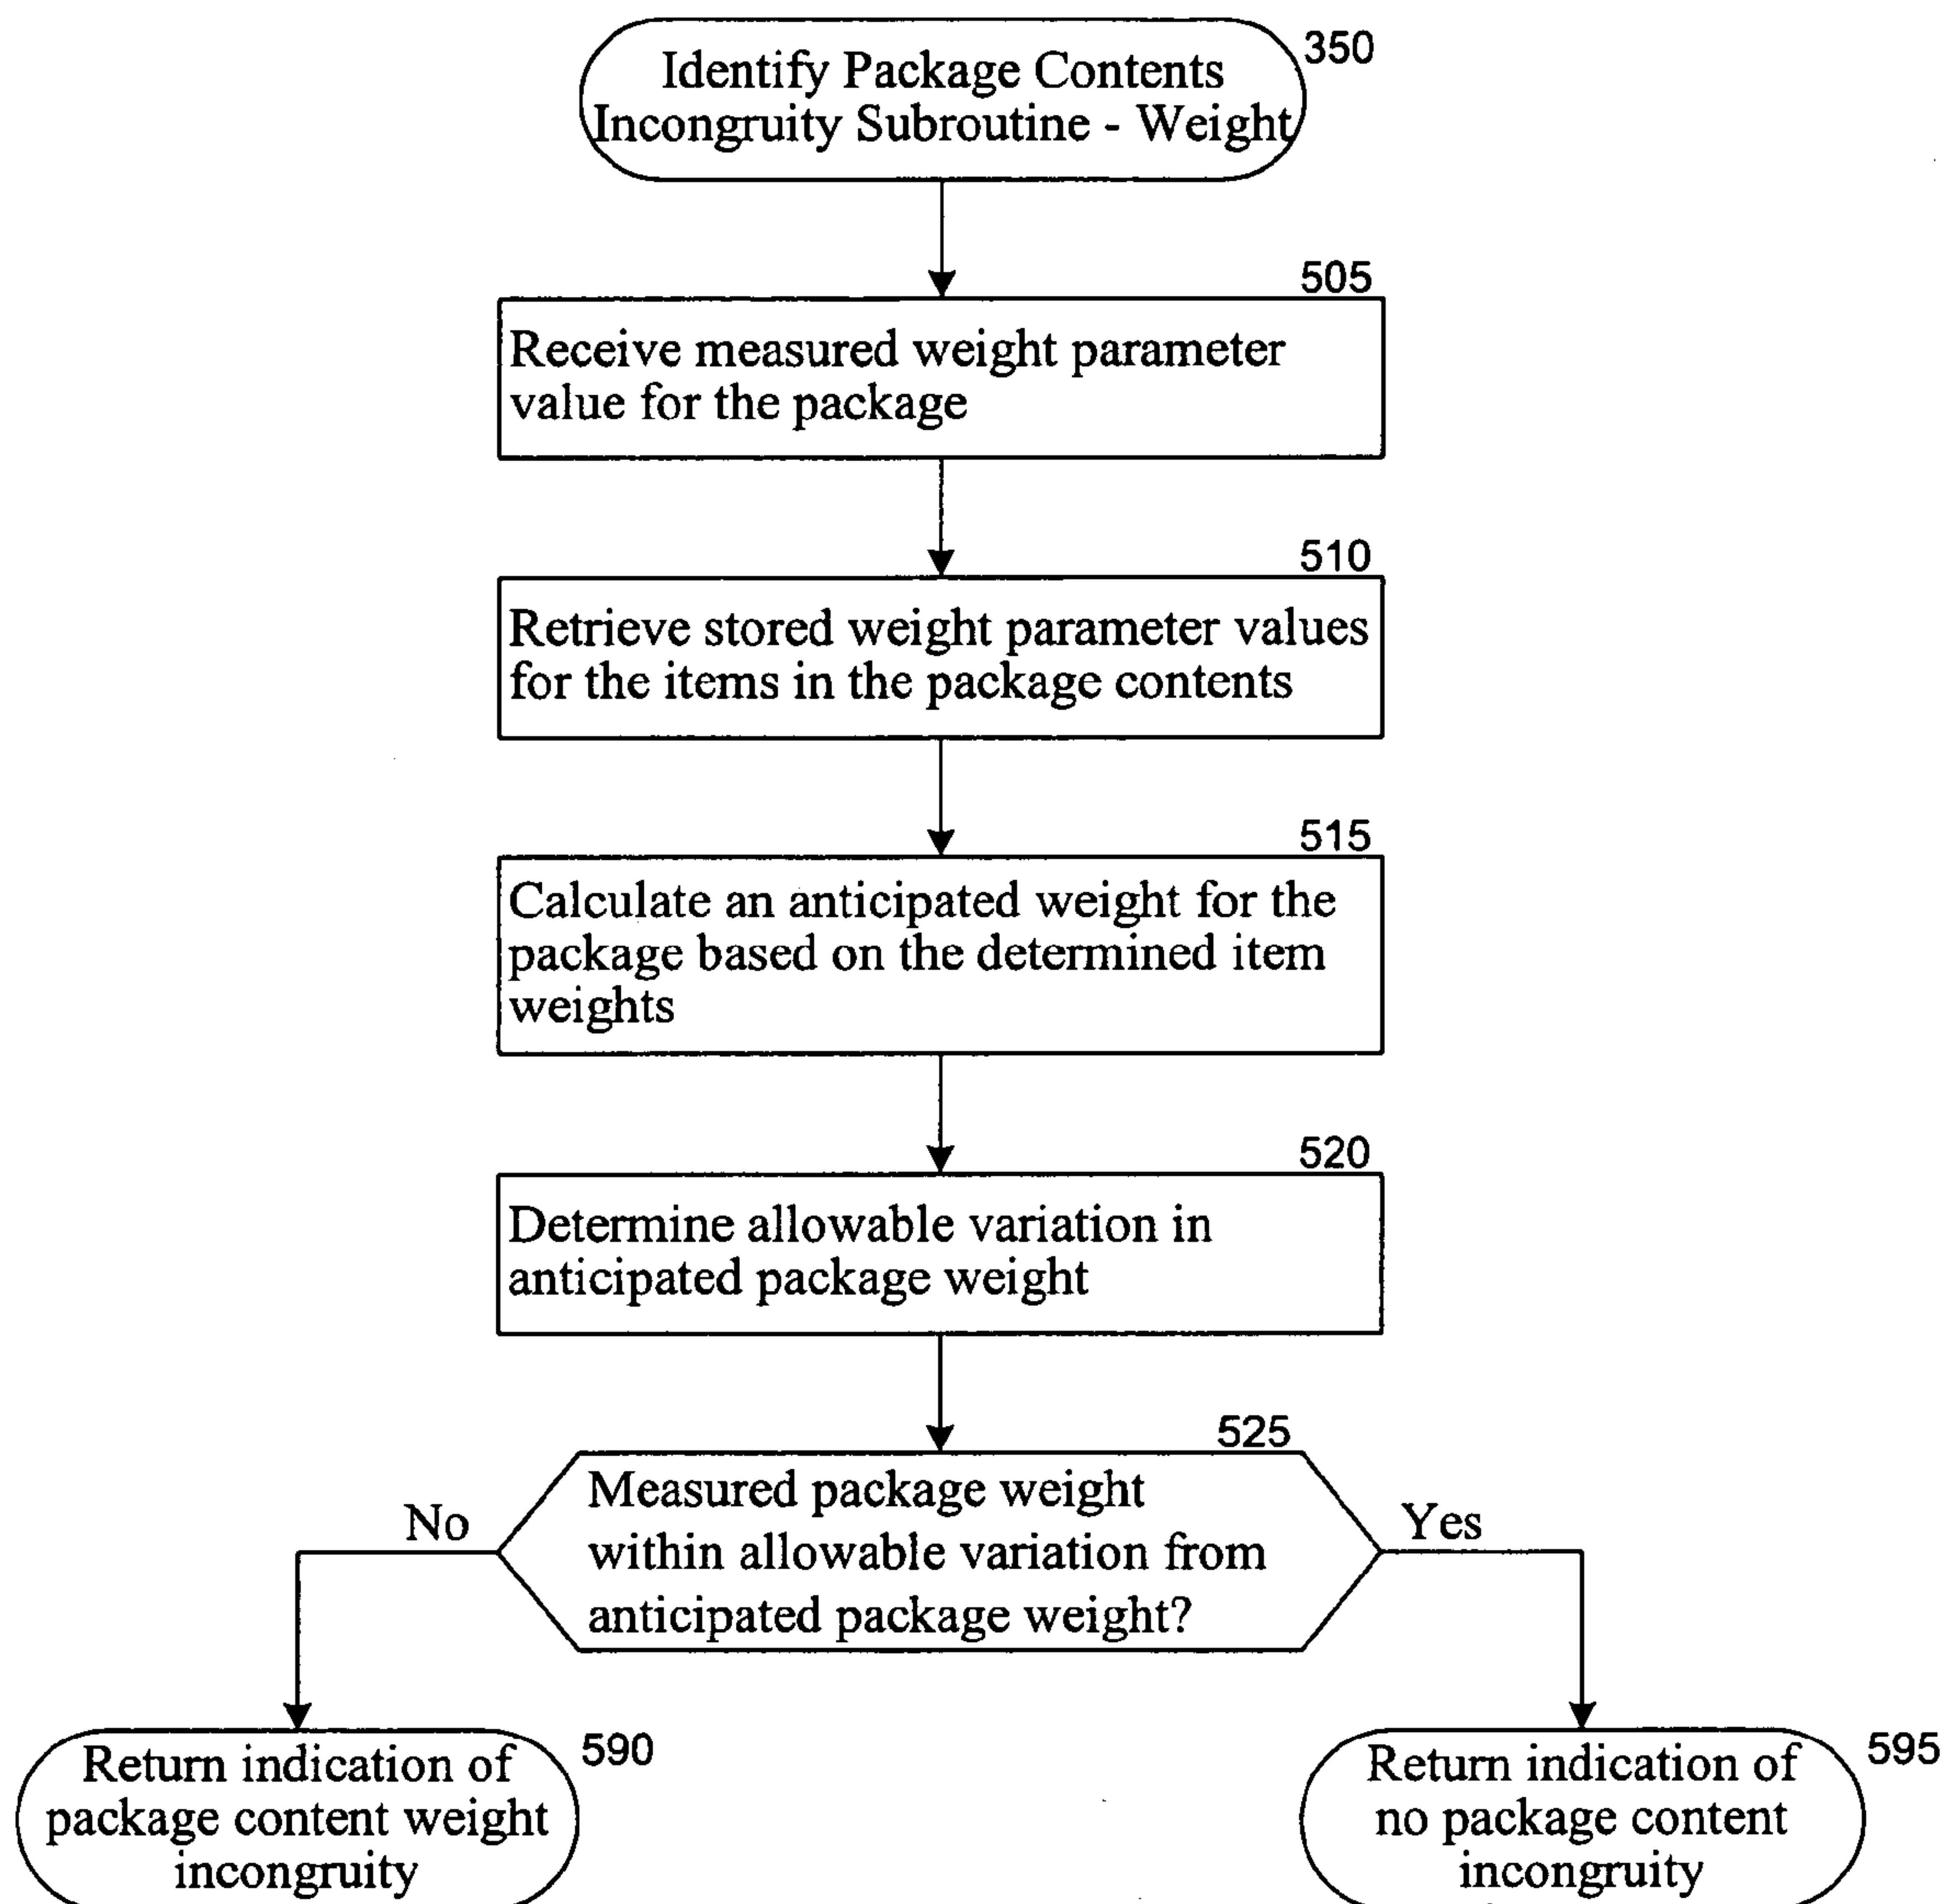 350
Identify Package Contents
Incongruity Subroutine - Weight
505
Receive measured weight parameter
value for the package
510
Retrieve stored weight parameter values
for the items in the package contents
515
Calculate an anticipated weight for the
package based on the determined item
weights
520
Determine allowable variation in
anticipated package weight
525
Measured package weight
within allowable variation from
anticipated package weight?
No
Yes
590
Return indication of
package content weight
incongruity
595
Return indication of
no package content
incongruity